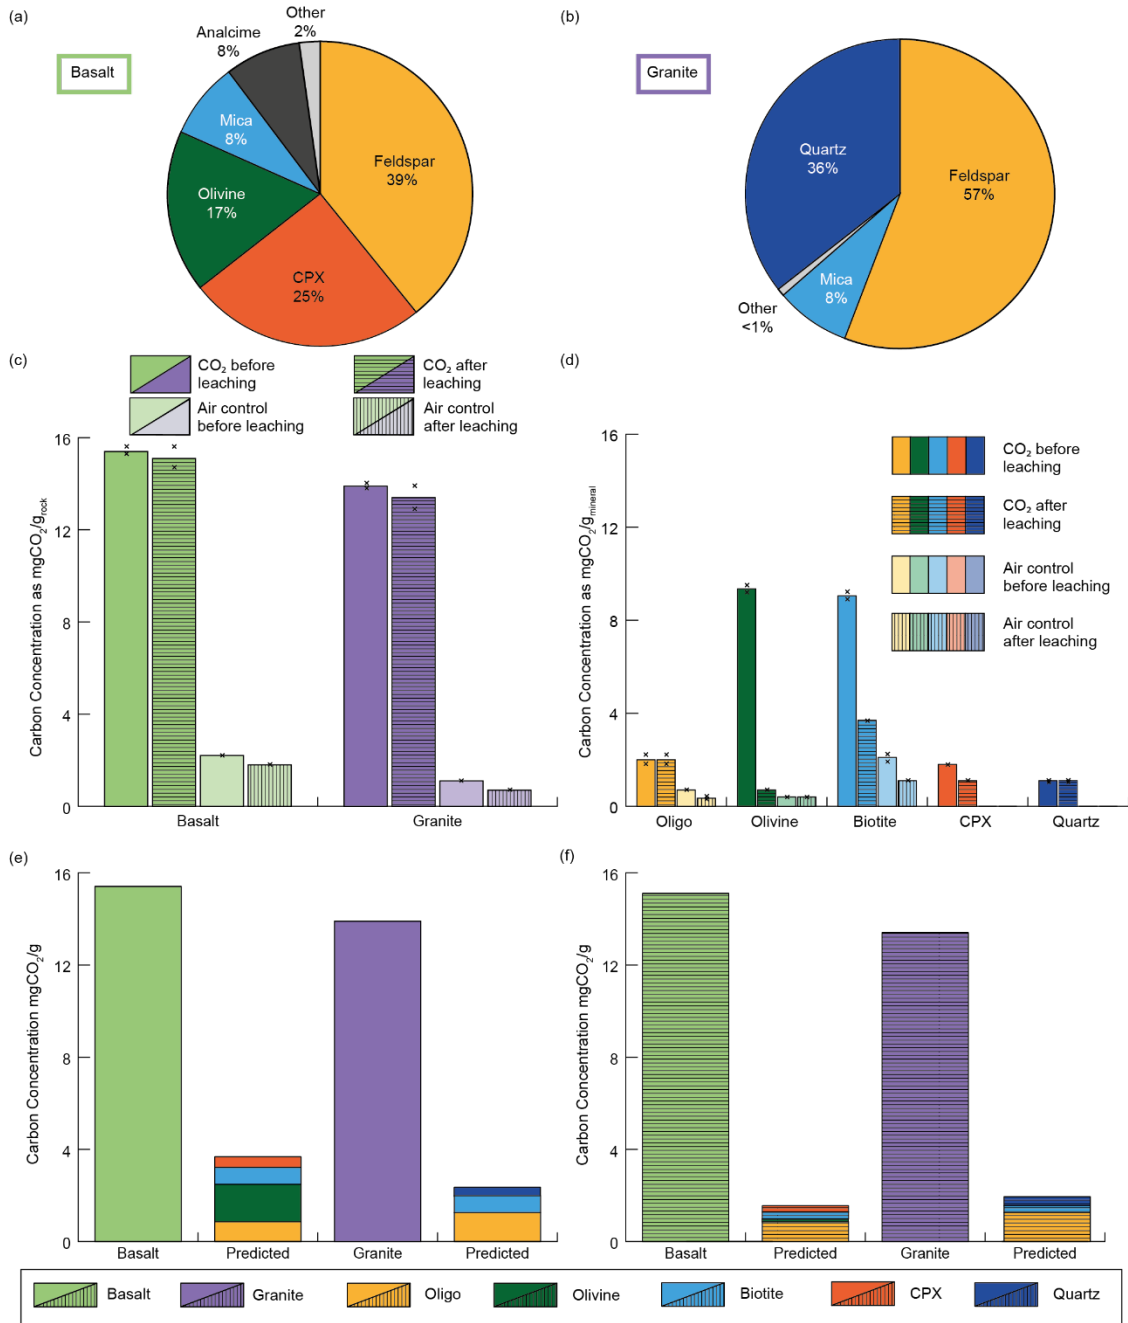 (a)
Basalt
Analcime
8%
Other
2%
Mica
8%
Olivine
17%
Feldspar
39%
CPX
25%
(b)
Granite
Quartz
36%
Feldspar
57%
Mica
8%
Other
<1%
(c)
CO₂ before
leaching
CO₂ after
leaching
Air control
before leaching
Air control
after leaching
Carbon Concentration as mgCO₂/g_rock
16
12
8
4
0
Basalt
Granite
(d)
CO₂ before
leaching
CO₂ after
leaching
Air control
before leaching
Air control
after leaching
Carbon Concentration as mgCO₂/g_mineral
16
12
8
4
0
Oligo
Olivine
Biotite
CPX
Quartz
(e)
Carbon Concentration mgCO₂/g
16
12
8
4
0
Basalt
Predicted
Granite
Predicted
(f)
Carbon Concentration mgCO₂/g
16
12
8
4
0
Basalt
Predicted
Granite
Predicted
Basalt
Granite
Oligo
Olivine
Biotite
CPX
Quartz